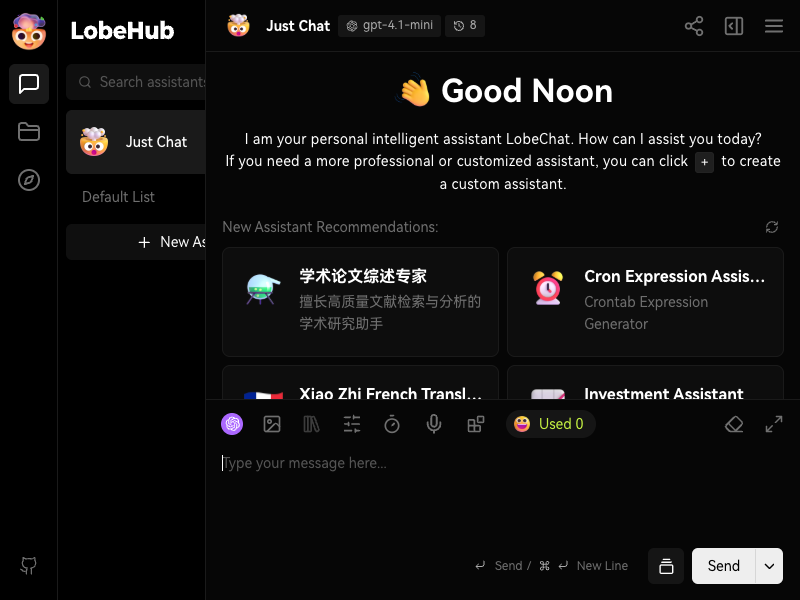 LobeHub
Search assistants
Just Chat
Default List
New As
Just Chat
gpt-4.1-mini
8
Good Noon
I am your personal intelligent assistant LobeChat. How can I assist you today?
If you need a more professional or customized assistant, you can click + to create
a custom assistant.
New Assistant Recommendations:
学术论文综述专家
擅长高质量文献检索与分析的
学术研究助手
Cron Expression Assis...
Crontab Expression
Generator
Xiao Zhi French Transl...
Investment Assistant
Used 0
Type your message here...
Send / ⌘ New Line
Send